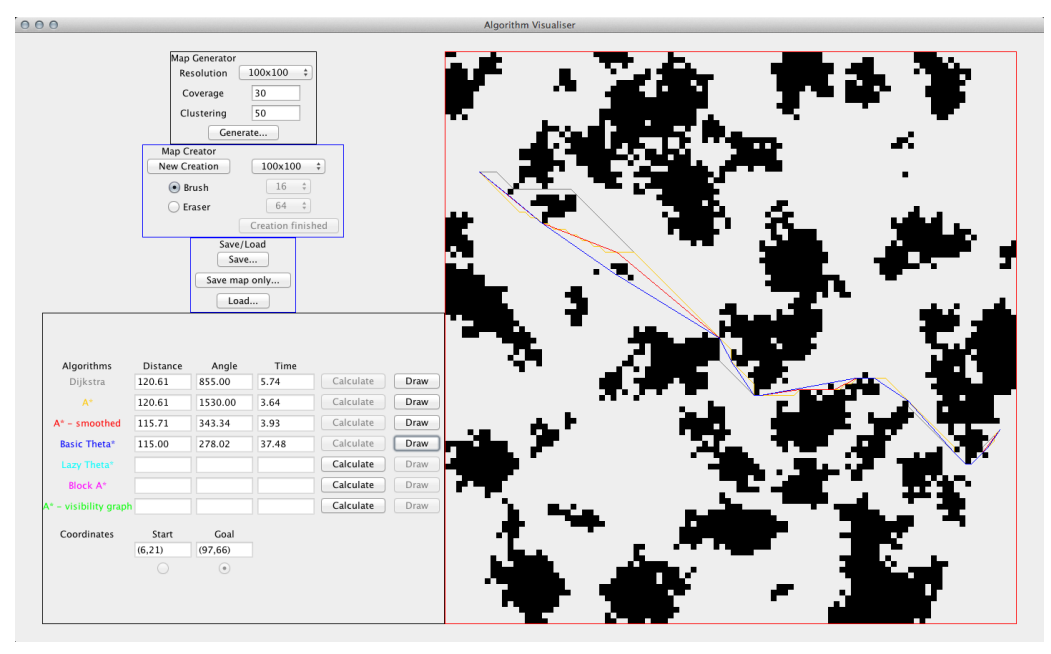 Algorithm Visualiser
Map Generator
Resolution 100x100
Coverage 30
Clustering 50
Generate...
Map Creator
New Creation 100x100
Brush 16
Eraser 64
Creation finished
Save/Load
Save...
Save map only...
Load...
Algorithms Distance Angle Time
Dijkstra 120.61 855.00 5.74 Calculate Draw
A* 120.61 1530.00 3.64 Calculate Draw
A* - smoothed 115.71 343.34 3.93 Calculate Draw
Basic Theta* 115.00 278.02 37.48 Calculate Draw
Lazy Theta* Calculate Draw
Block A* Calculate Draw
A* - visibility graph Calculate Draw
Coordinates Start Goal
(6,21) (97,66)